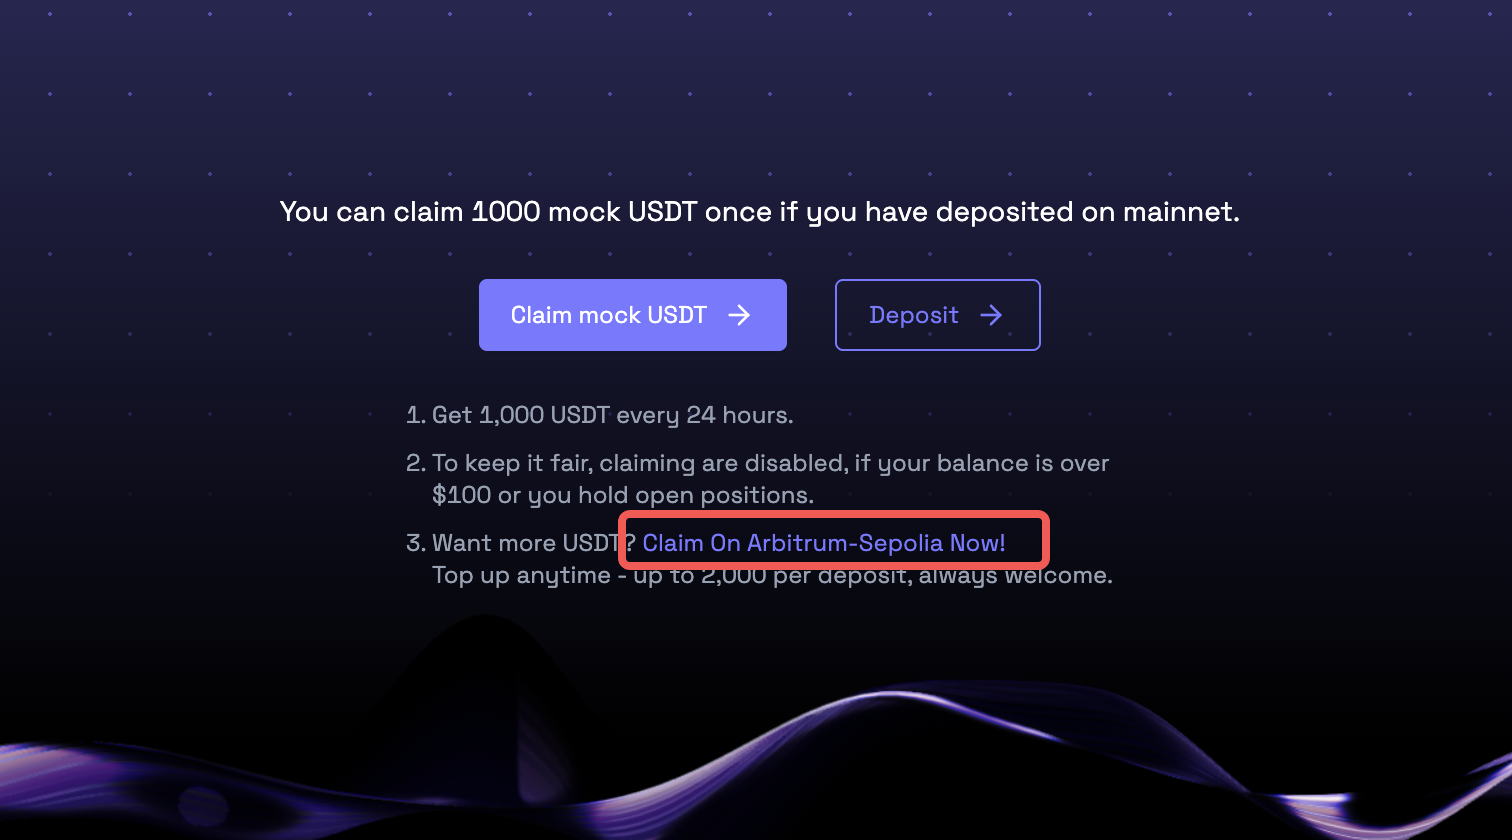 You can claim 1000 mock USDT once if you have deposited on mainnet.
Claim mock USDT →
Deposit →
1. Get 1,000 USDT every 24 hours.
2. To keep it fair, claiming are disabled, if your balance is over
$100 or you hold open positions.
3. Want more USDT? Claim On Arbitrum-Sepolia Now!
Top up anytime - up to 2,000 per deposit, always welcome.